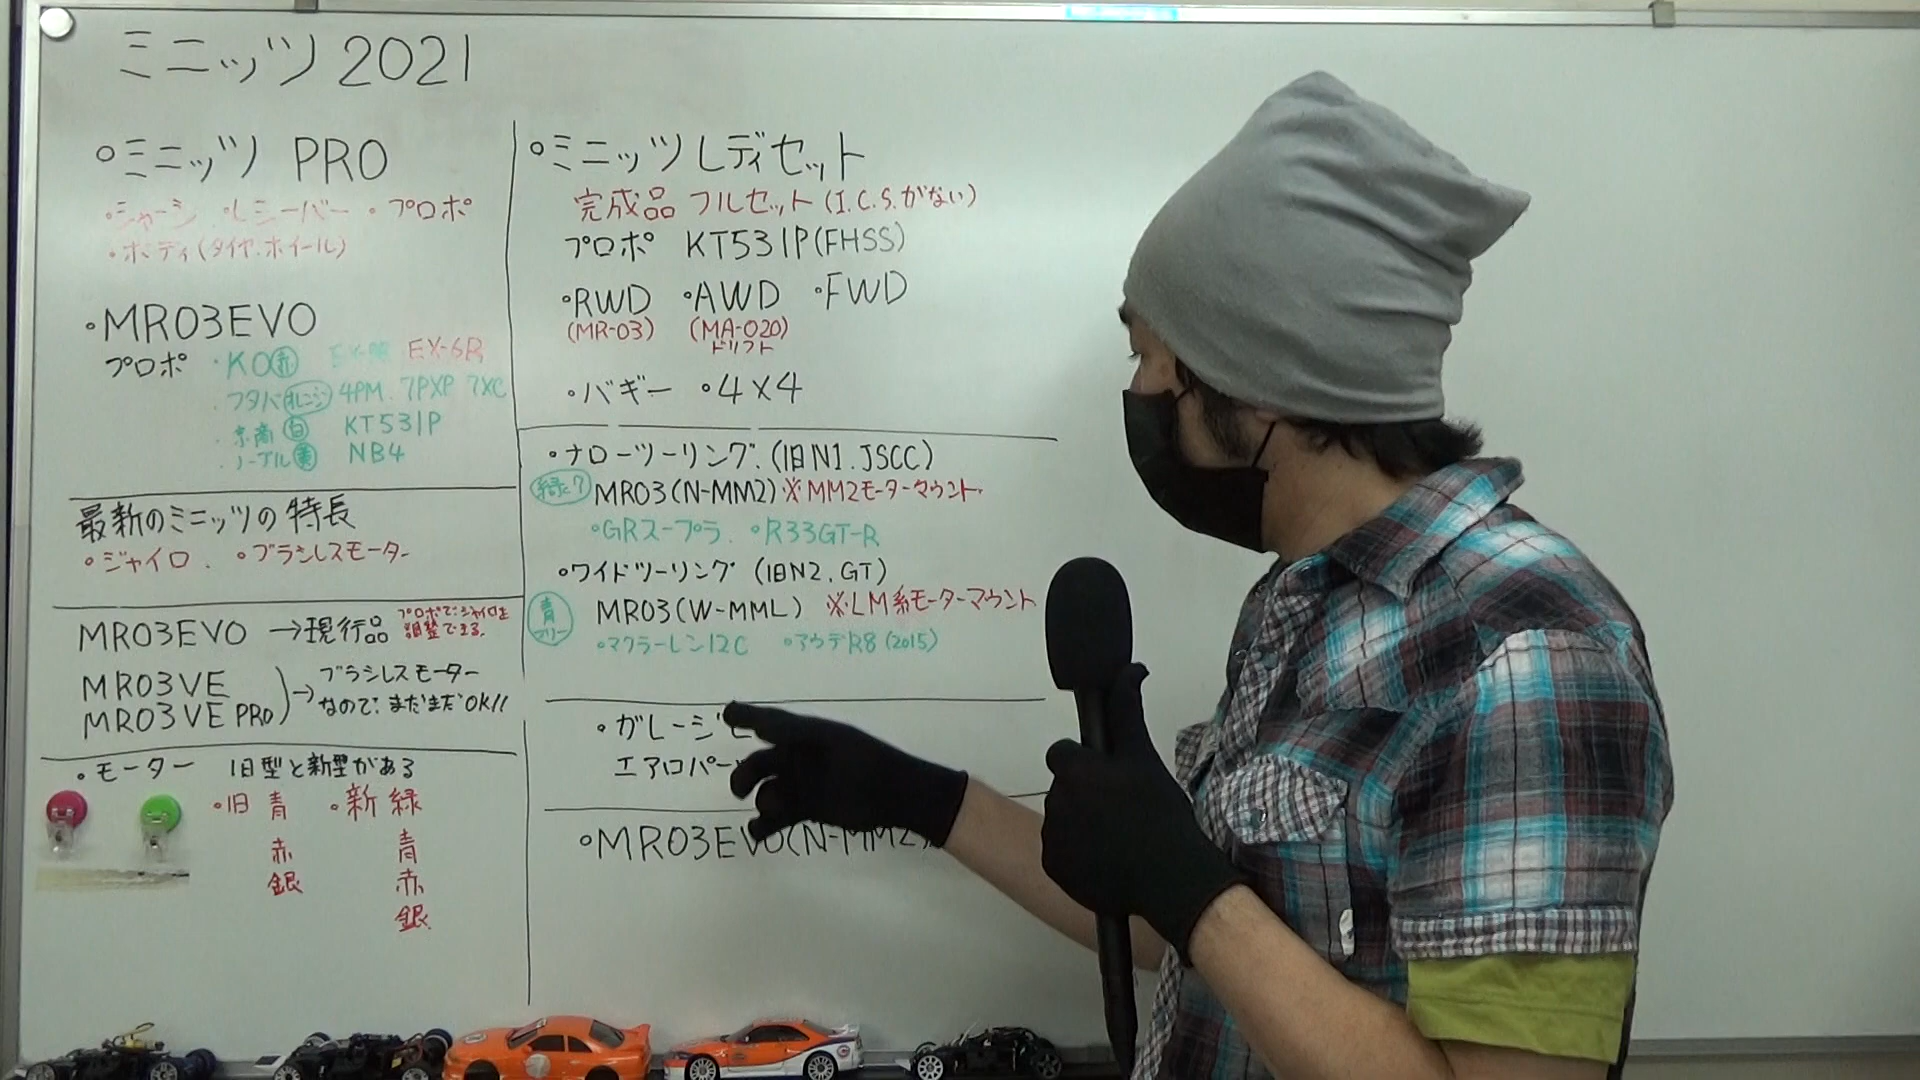 ミニッツ 2021
○ミニッツ PRO
・シャーシ ・レシーバー ・プロポ
・ボディ(タイヤ.ホイール)
・MR03EVO
プロポ ・KO赤 EX-6R
・フタバオレンジ 4PM. 7PXP 7XC
・京商白 KT531P
・ノーブル黄 NB4
最新のミニッツの特長
・ジャイロ. ・ブラシレスモーター
MR03EVO →現行品 プロポでジャイロを調整できる.
MR03VE
MR03VE PRO
→ブラシレスモーター
なので、まだまだOK!!
・モーター 旧型と新型がある
・旧 青 ・新 緑
赤 青
銀 赤
銀
○ミニッツレディセット
完成品 フルセット(I.C.S.がない)
プロポ KT531P(FHSS)
・RWD ・AWD ・FWD
(MR-03) (MA-020)
ドリフト
・バギー ・4×4
・ナローツーリング.(旧N1.JSCC)
MR03(N-MM2)※MM2モーターマウント.
・GRスープラ. ・R33GT-R
・ワイドツーリング (旧N2.GT)
青 MR03(W-MML) ※LM系モーターマウント
・マクラーレン12C ・アウデR8(2015)
・ガレージ
エアロパー
・MR03EVO(N-MM2)